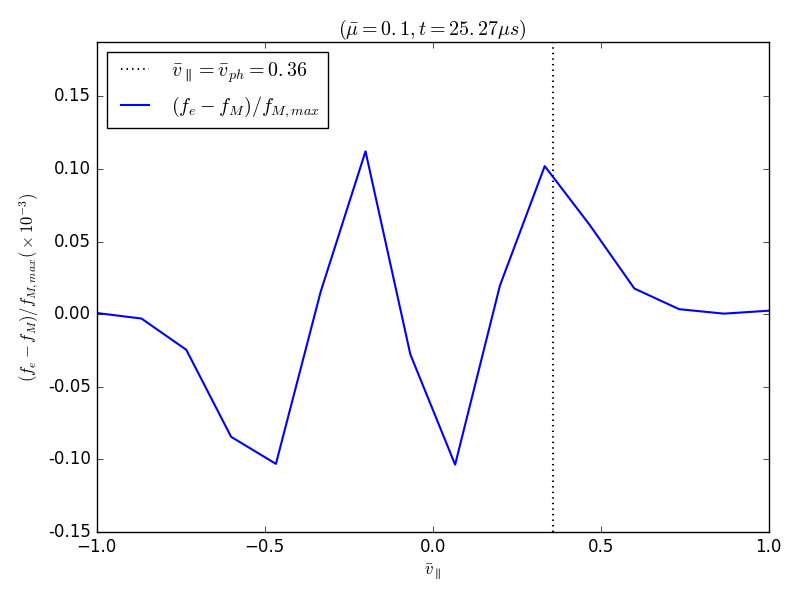 (μ̄ = 0.1, t = 25.27μs)
v̄∥ = v̄ph = 0.36
(fe − fM)/fM,max
0.15
0.10
0.05
0.00
-0.05
-0.10
-0.15
(fe − fM)/fM,max(×10⁻³)
−1.0 −0.5 0.0 0.5 1.0
v̄∥